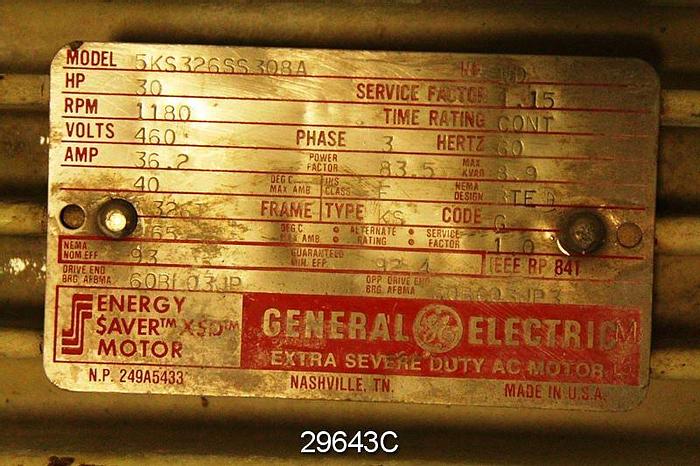 MODEL 5KS326SS308A
HP 30 SERVICE FACTOR 1.15
RPM 1180 TIME RATING CONT
VOLTS 460 PHASE 3 HERTZ 60
AMP 36.2 POWER FACTOR 83.5 MAX KVAR 8.9
40 DEG C MAX AMB INS CLASS F NEMA DESIGN
326T FRAME TYPE KS CODE G
65 DEG C MAX AMB • ALTERNATE RATING • SERVICE FACTOR 1.0
NEMA NOM EFF 93 GUARANTEED MIN. EFF. 92.4 IEEE RP 841
DRIVE END BRG AFBMA 60BC03JP OPP DRIVE END BRG. AFBMA
ENERGY $AVER™ XSD™ MOTOR
GENERAL GE ELECTRIC
EXTRA SEVERE DUTY AC MOTOR
N.P. 249A5433 NASHVILLE, TN. MADE IN U.S.A.
29643C